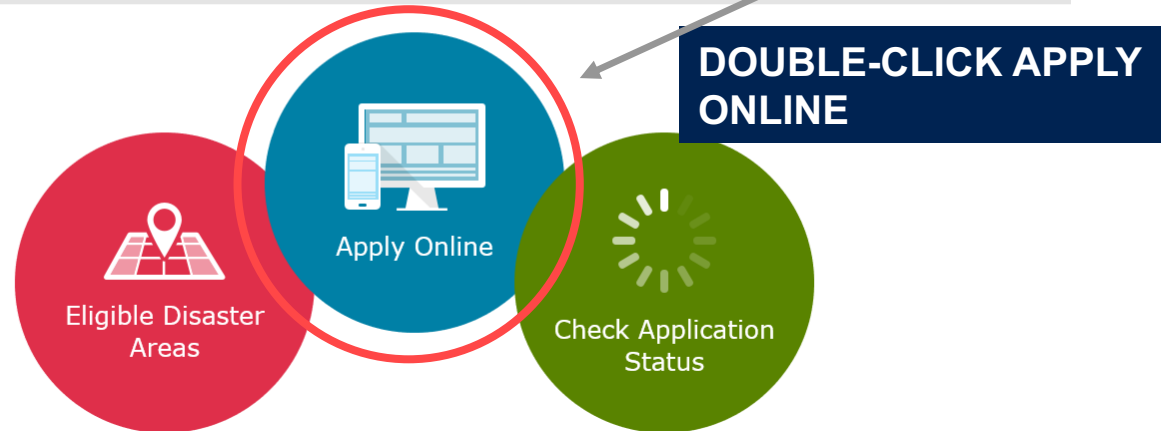 DOUBLE-CLICK APPLY
ONLINE
Apply Online
Eligible Disaster
Areas
Check Application
Status